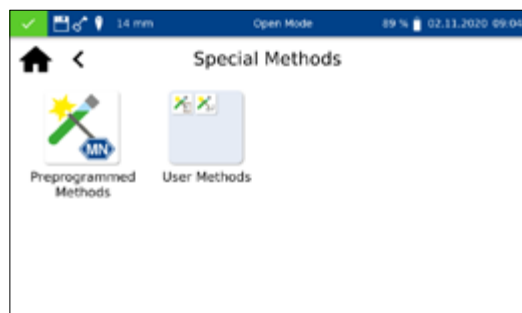 14 mm Open Mode 89 % 02.11.2020 09:04
Special Methods
MN
Preprogrammed Methods
User Methods